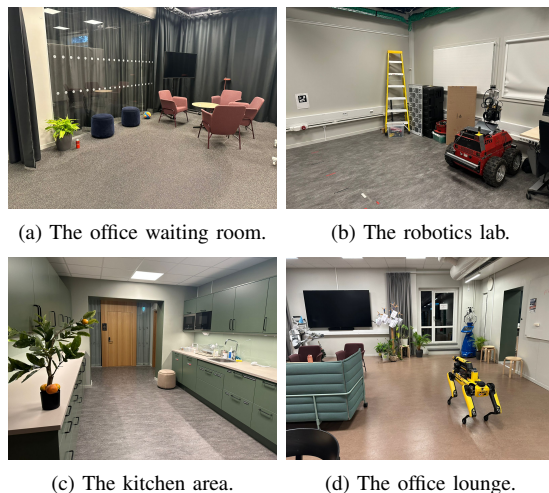 (a) The office waiting room.
(b) The robotics lab.
(c) The kitchen area.
(d) The office lounge.